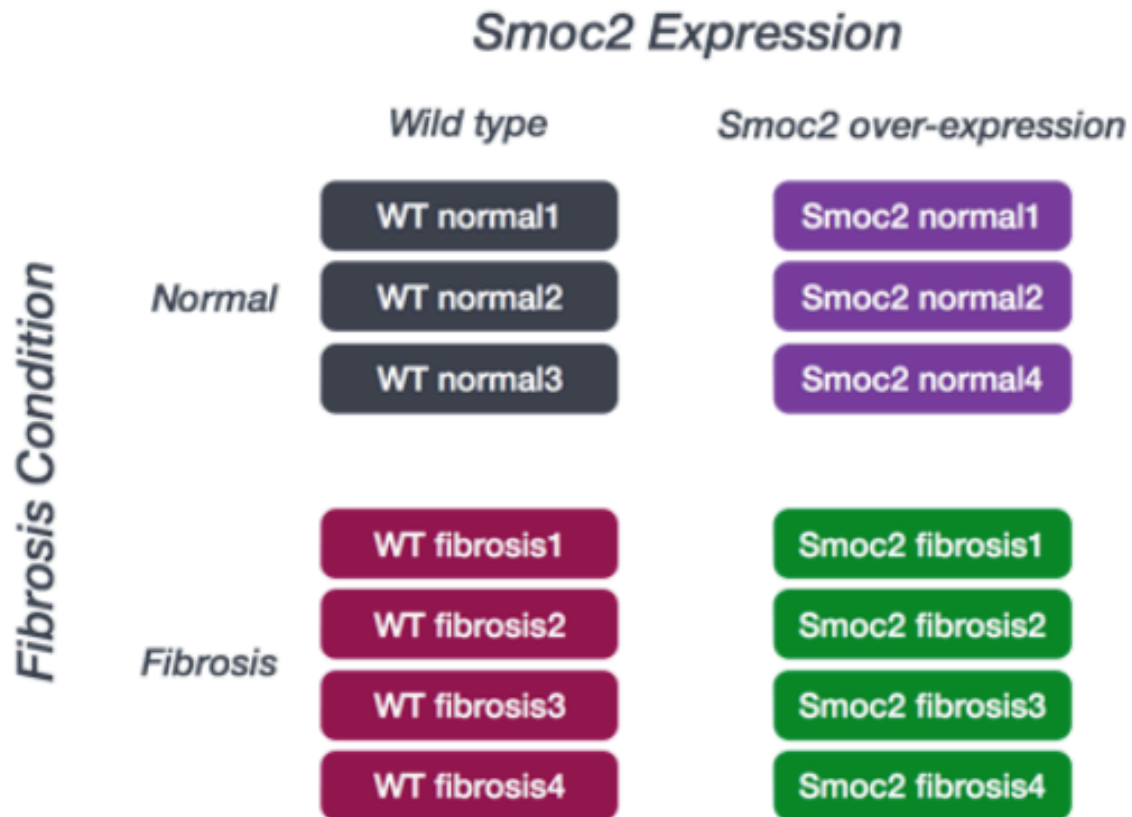 Smoc2 Expression
Wild type Smoc2 over-expression
Fibrosis Condition
Normal
WT normal1 Smoc2 normal1
WT normal2 Smoc2 normal2
WT normal3 Smoc2 normal4
Fibrosis
WT fibrosis1 Smoc2 fibrosis1
WT fibrosis2 Smoc2 fibrosis2
WT fibrosis3 Smoc2 fibrosis3
WT fibrosis4 Smoc2 fibrosis4